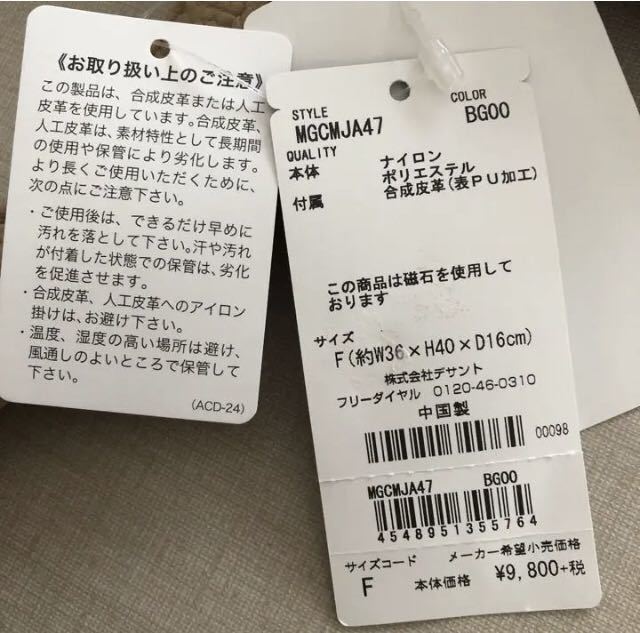 《お取り扱い上のご注意》
この製品は、合成皮革または人工
皮革を使用しています。合成皮革、
人工皮革は、素材特性として長期間
の使用や保管により劣化します。
より長くご使用いただくために、
次の点にご注意下さい。
・ご使用後は、できるだけ早めに
汚れを落として下さい。汗や汚れ
が付着した状態での保管は、劣化
を促進させます。
・合成皮革、人工皮革へのアイロン
掛けは、お避け下さい。
・温度、湿度の高い場所は避け、
風通しのよいところで保管して
下さい。
(ACD-24)
STYLE COLOR
MGCMJA47 BG00
QUALITY
本体 ナイロン
ポリエステル
付属 合成皮革(表PU加工)
この商品は磁石を使用して
おります
サイズ
F(約W36×H40×D16cm)
株式会社デサント
フリーダイヤル 0120-46-0310
中国製
00098
MGCMJA47 BG00
4548951355764
サイズコード メーカー希望小売価格
F 本体価格 ¥9,800+税